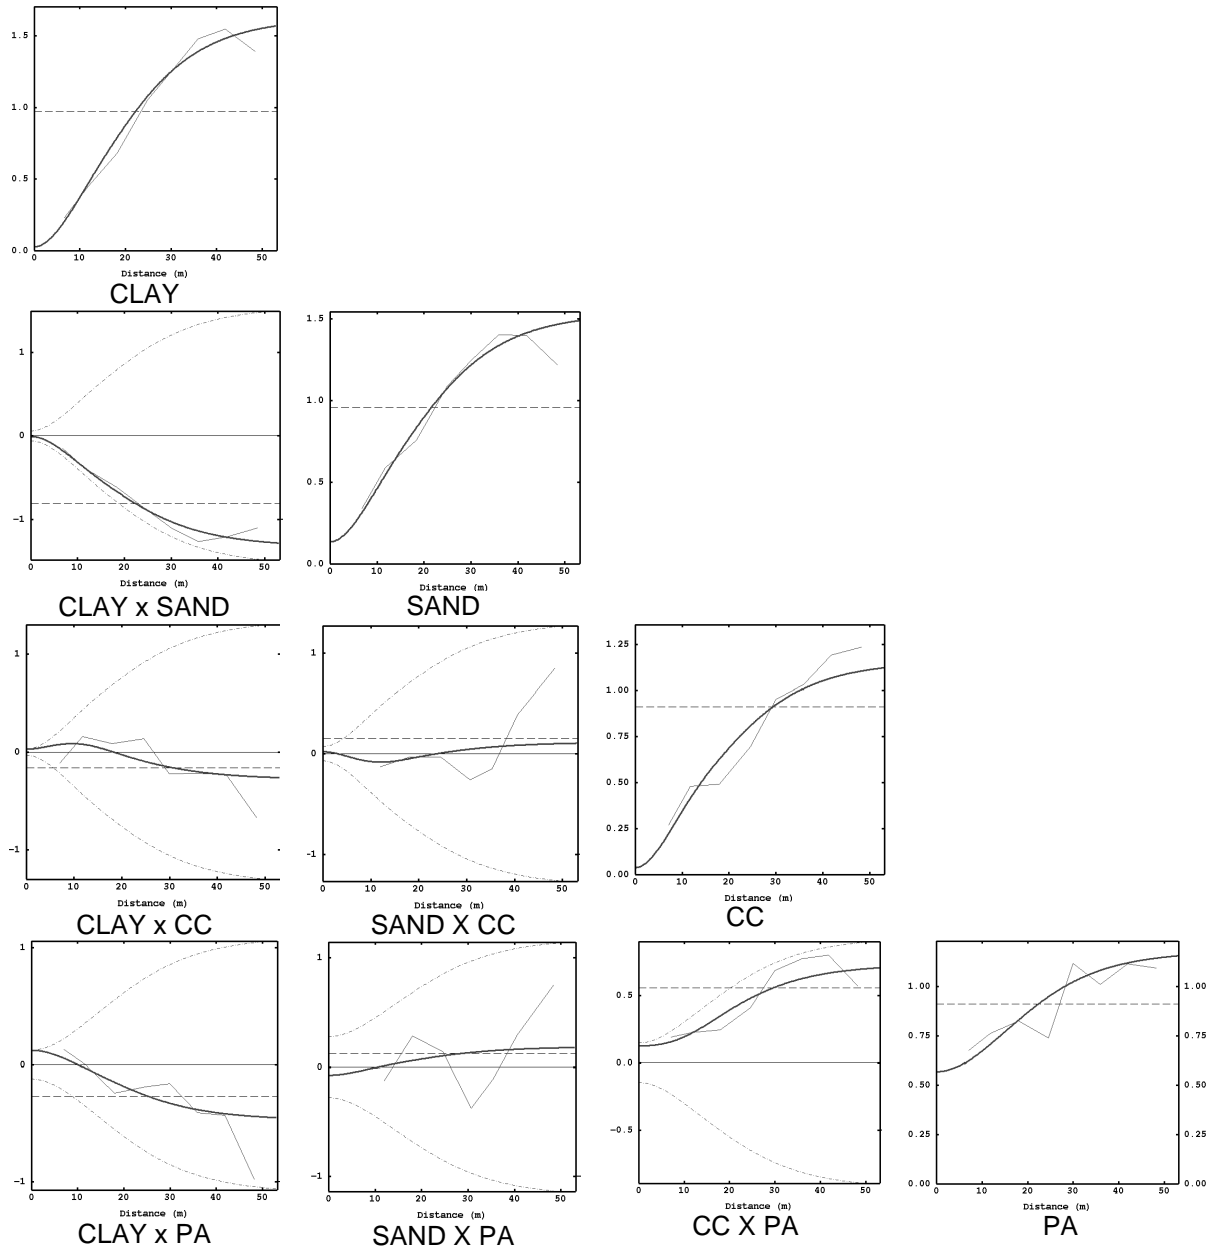 1.5
1.0
0.5
0.0
0 10 20 30 40 50
Distance (m)
CLAY
1
0
-1
0 10 20 30 40 50
Distance (m)
CLAY x SAND
1.5
1.0
0.5
0.0
0 10 20 30 40 50
Distance (m)
SAND
1
0
-1
0 10 20 30 40 50
Distance (m)
CLAY x CC
1
0
-1
0 10 20 30 40 50
Distance (m)
SAND X CC
1.25
1.00
0.75
0.50
0.25
0.00
0 10 20 30 40 50
Distance (m)
CC
1
0
-1
0 10 20 30 40 50
Distance (m)
CLAY x PA
1
0
-1
0 10 20 30 40 50
Distance (m)
SAND X PA
0.5
0.0
-0.5
0 10 20 30 40 50
Distance (m)
CC X PA
1.00 1.00
0.75 0.75
0.50 0.50
0.25 0.25
0.00 0.00
0 10 20 30 40 50
Distance (m)
PA